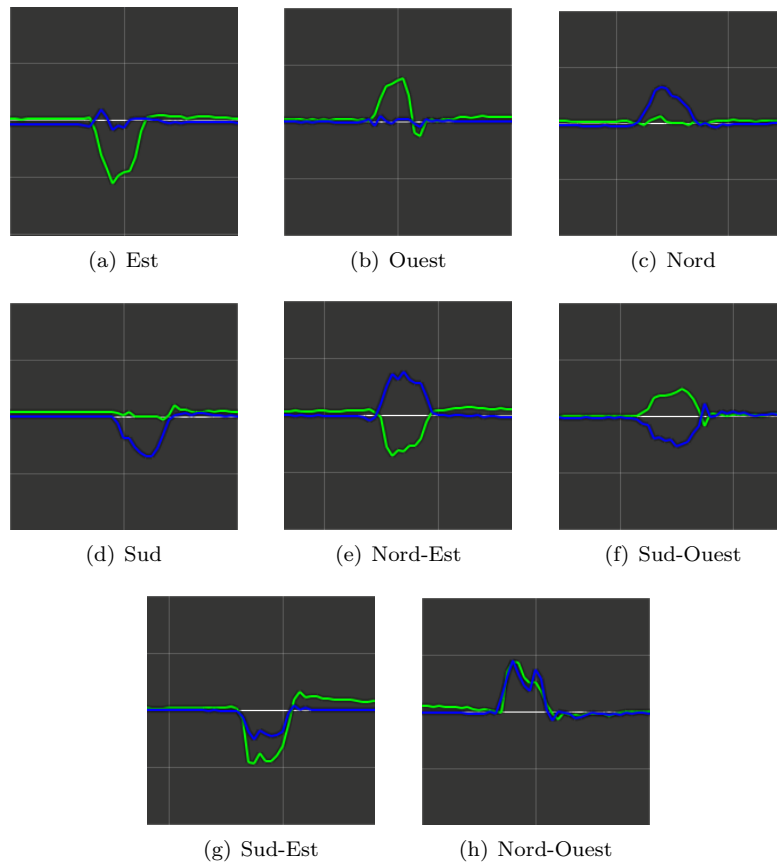 (a) Est
(b) Ouest
(c) Nord
(d) Sud
(e) Nord-Est
(f) Sud-Ouest
(g) Sud-Est
(h) Nord-Ouest